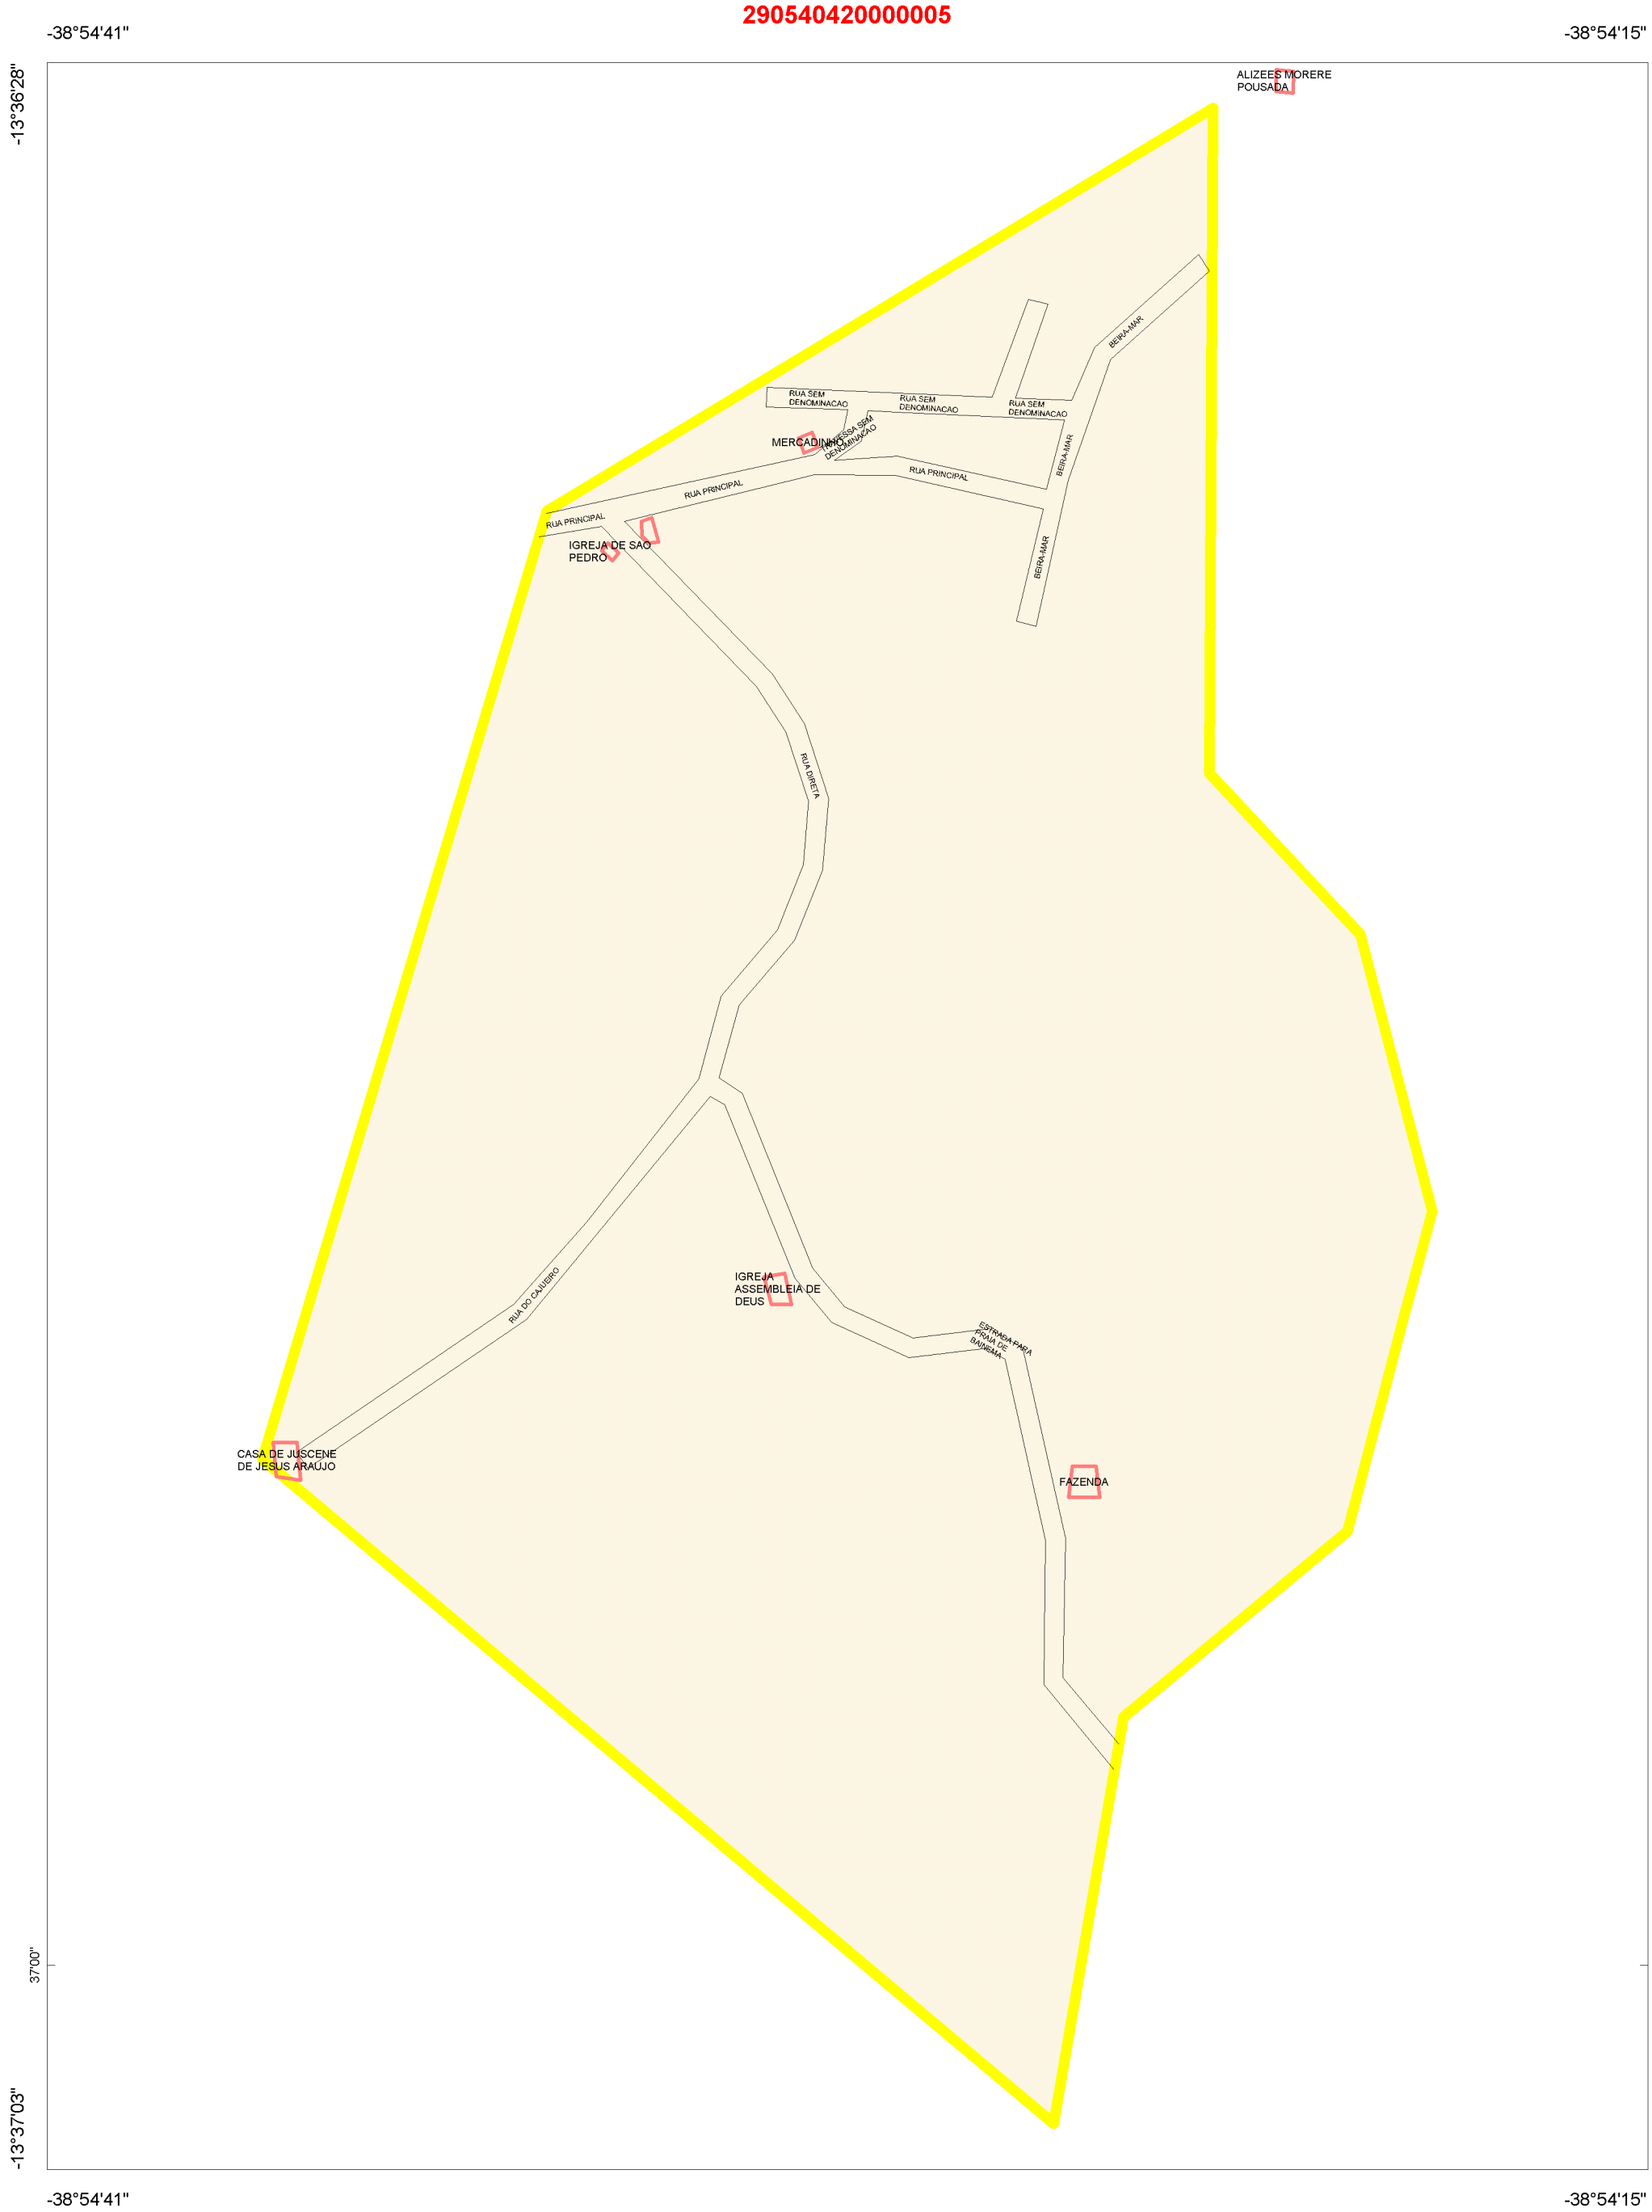 290540420000005
-38°54'41"
-38°54'15"
-13°36'28"
ALIZEES MORERE
POUSADA
BEIRA-MAR
RUA SEM
DENOMINACAO
RUA SEM
DENOMINACAO
RUA SEM
DENOMINACAO
TRAVESSA SEM
DENOMINACAO
MERCADINHO
BEIRA-MAR
RUA PRINCIPAL
RUA PRINCIPAL
RUA PRINCIPAL
IGREJA DE SAO
PEDRO
BEIRA-MAR
RUA DIRETA
IGREJA
ASSEMBLEIA DE
DEUS
RUA DO CAJUEIRO
ESTRADA PARA
PRAIA DE
BAINEMA
CASA DE JUSCENE
DE JESUS ARAUJO
FAZENDA
37'00"
-13°37'03"
-38°54'41"
-38°54'15"